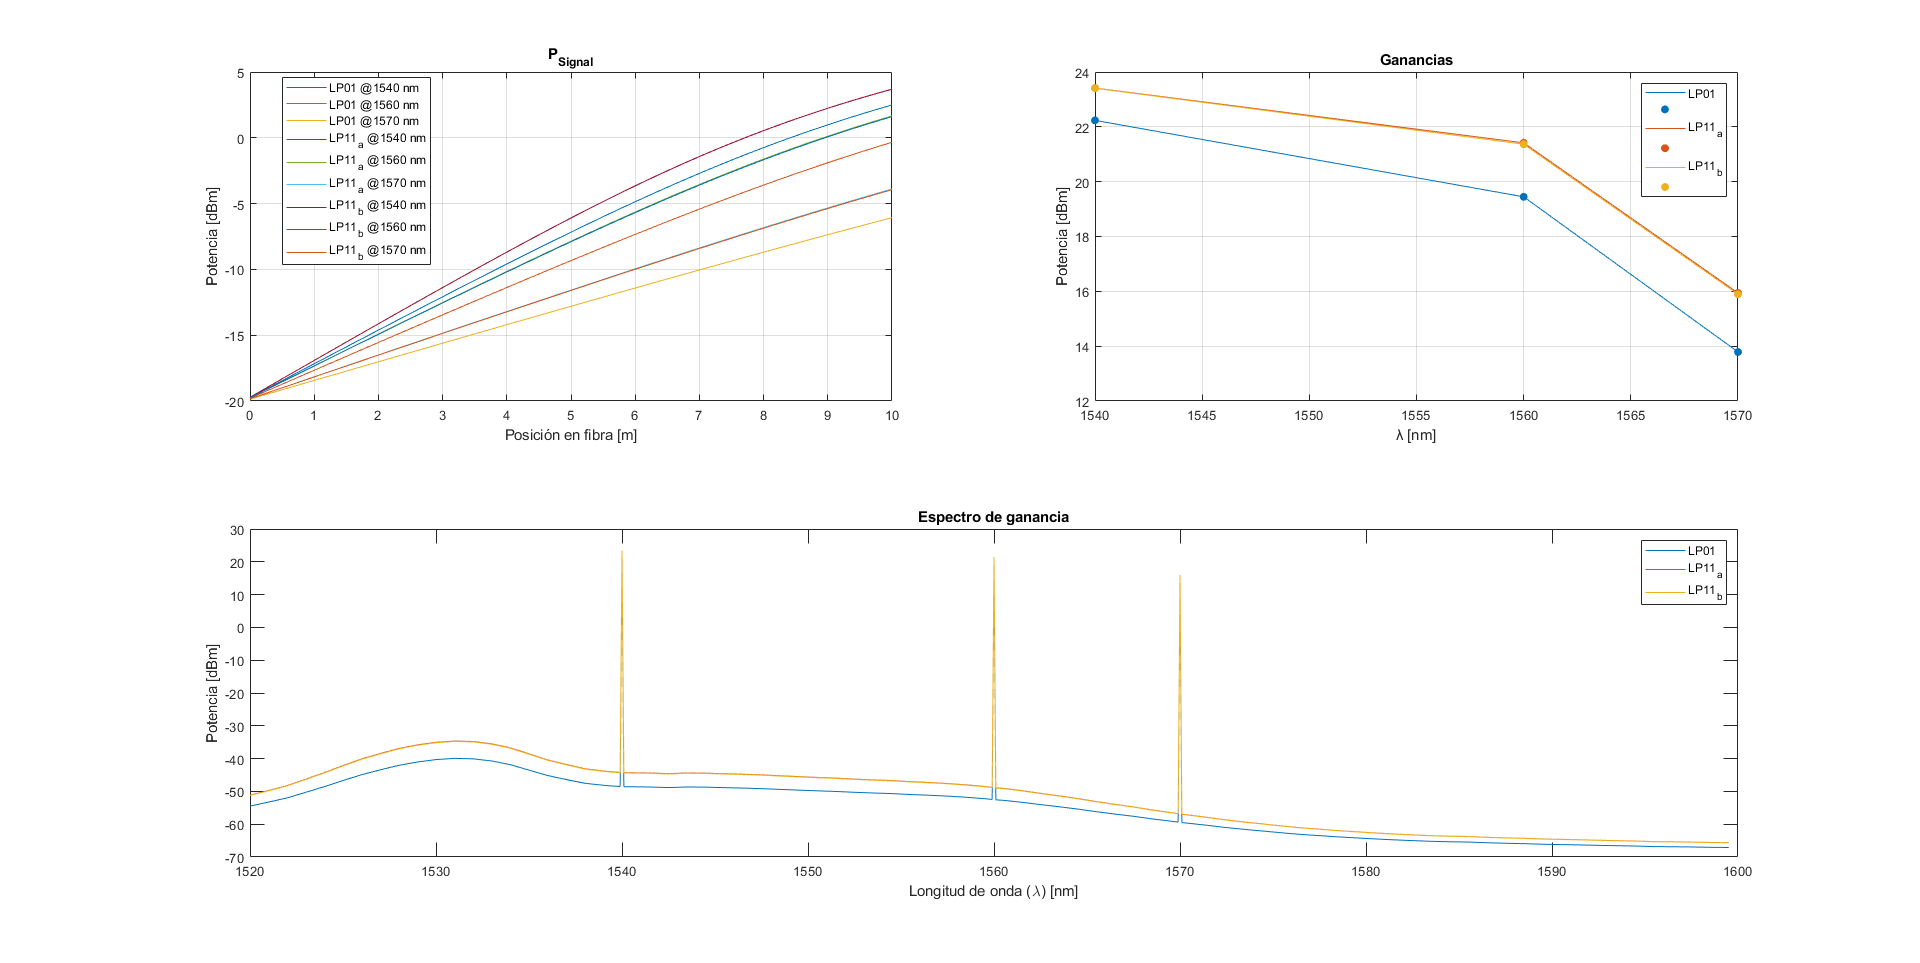 P Signal
5
0
-5
-10
-15
-20
Potencia [dBm]
LP01 @1540 nm
LP01 @1560 nm
LP01 @1570 nm
LP11a @1540 nm
LP11a @1560 nm
LP11a @1570 nm
LP11b @1540 nm
LP11b @1560 nm
LP11b @1570 nm
0 1 2 3 4 5 6 7 8 9 10
Posición en fibra [m]
Ganancias
24
22
20
18
16
14
12
Potencia [dBm]
LP01
LP11a
LP11b
1540 1545 1550 1555 1560 1565 1570
λ [nm]
Espectro de ganancia
30
20
10
0
-10
-20
-30
-40
-50
-60
-70
Potencia [dBm]
LP01
LP11a
LP11b
1520 1530 1540 1550 1560 1570 1580 1590 1600
Longitud de onda (λ) [nm]